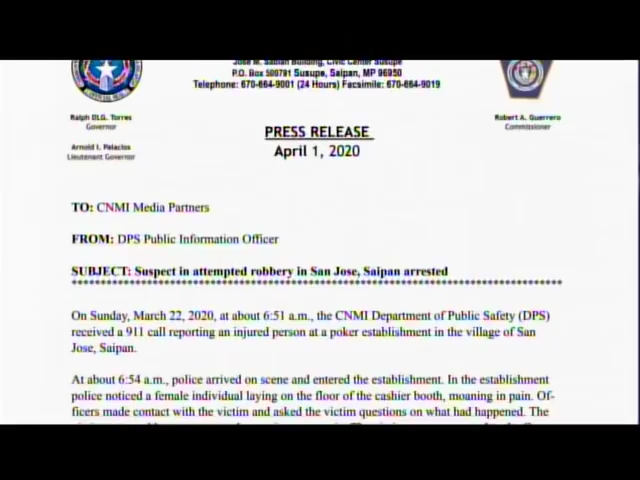 Jose M. Sablan Building, Civic Center Susupe
P.O. Box 500791 Susupe, Saipan, MP 96950
Telephone: 670-664-9001 (24 Hours) Facsimile: 670-664-9019
Ralph DLG. Torres
Governor
Arnold I. Palacios
Lieutenant Governor
Robert A. Guerrero
Commissioner
PRESS RELEASE
April 1, 2020
TO: CNMI Media Partners
FROM: DPS Public Information Officer
SUBJECT: Suspect in attempted robbery in San Jose, Saipan arrested
On Sunday, March 22, 2020, at about 6:51 a.m., the CNMI Department of Public Safety (DPS)
received a 911 call reporting an injured person at a poker establishment in the village of San
Jose, Saipan.
At about 6:54 a.m., police arrived on scene and entered the establishment. In the establishment
police noticed a female individual laying on the floor of the cashier booth, moaning in pain. Of-
ficers made contact with the victim and asked the victim questions on what had happened. The